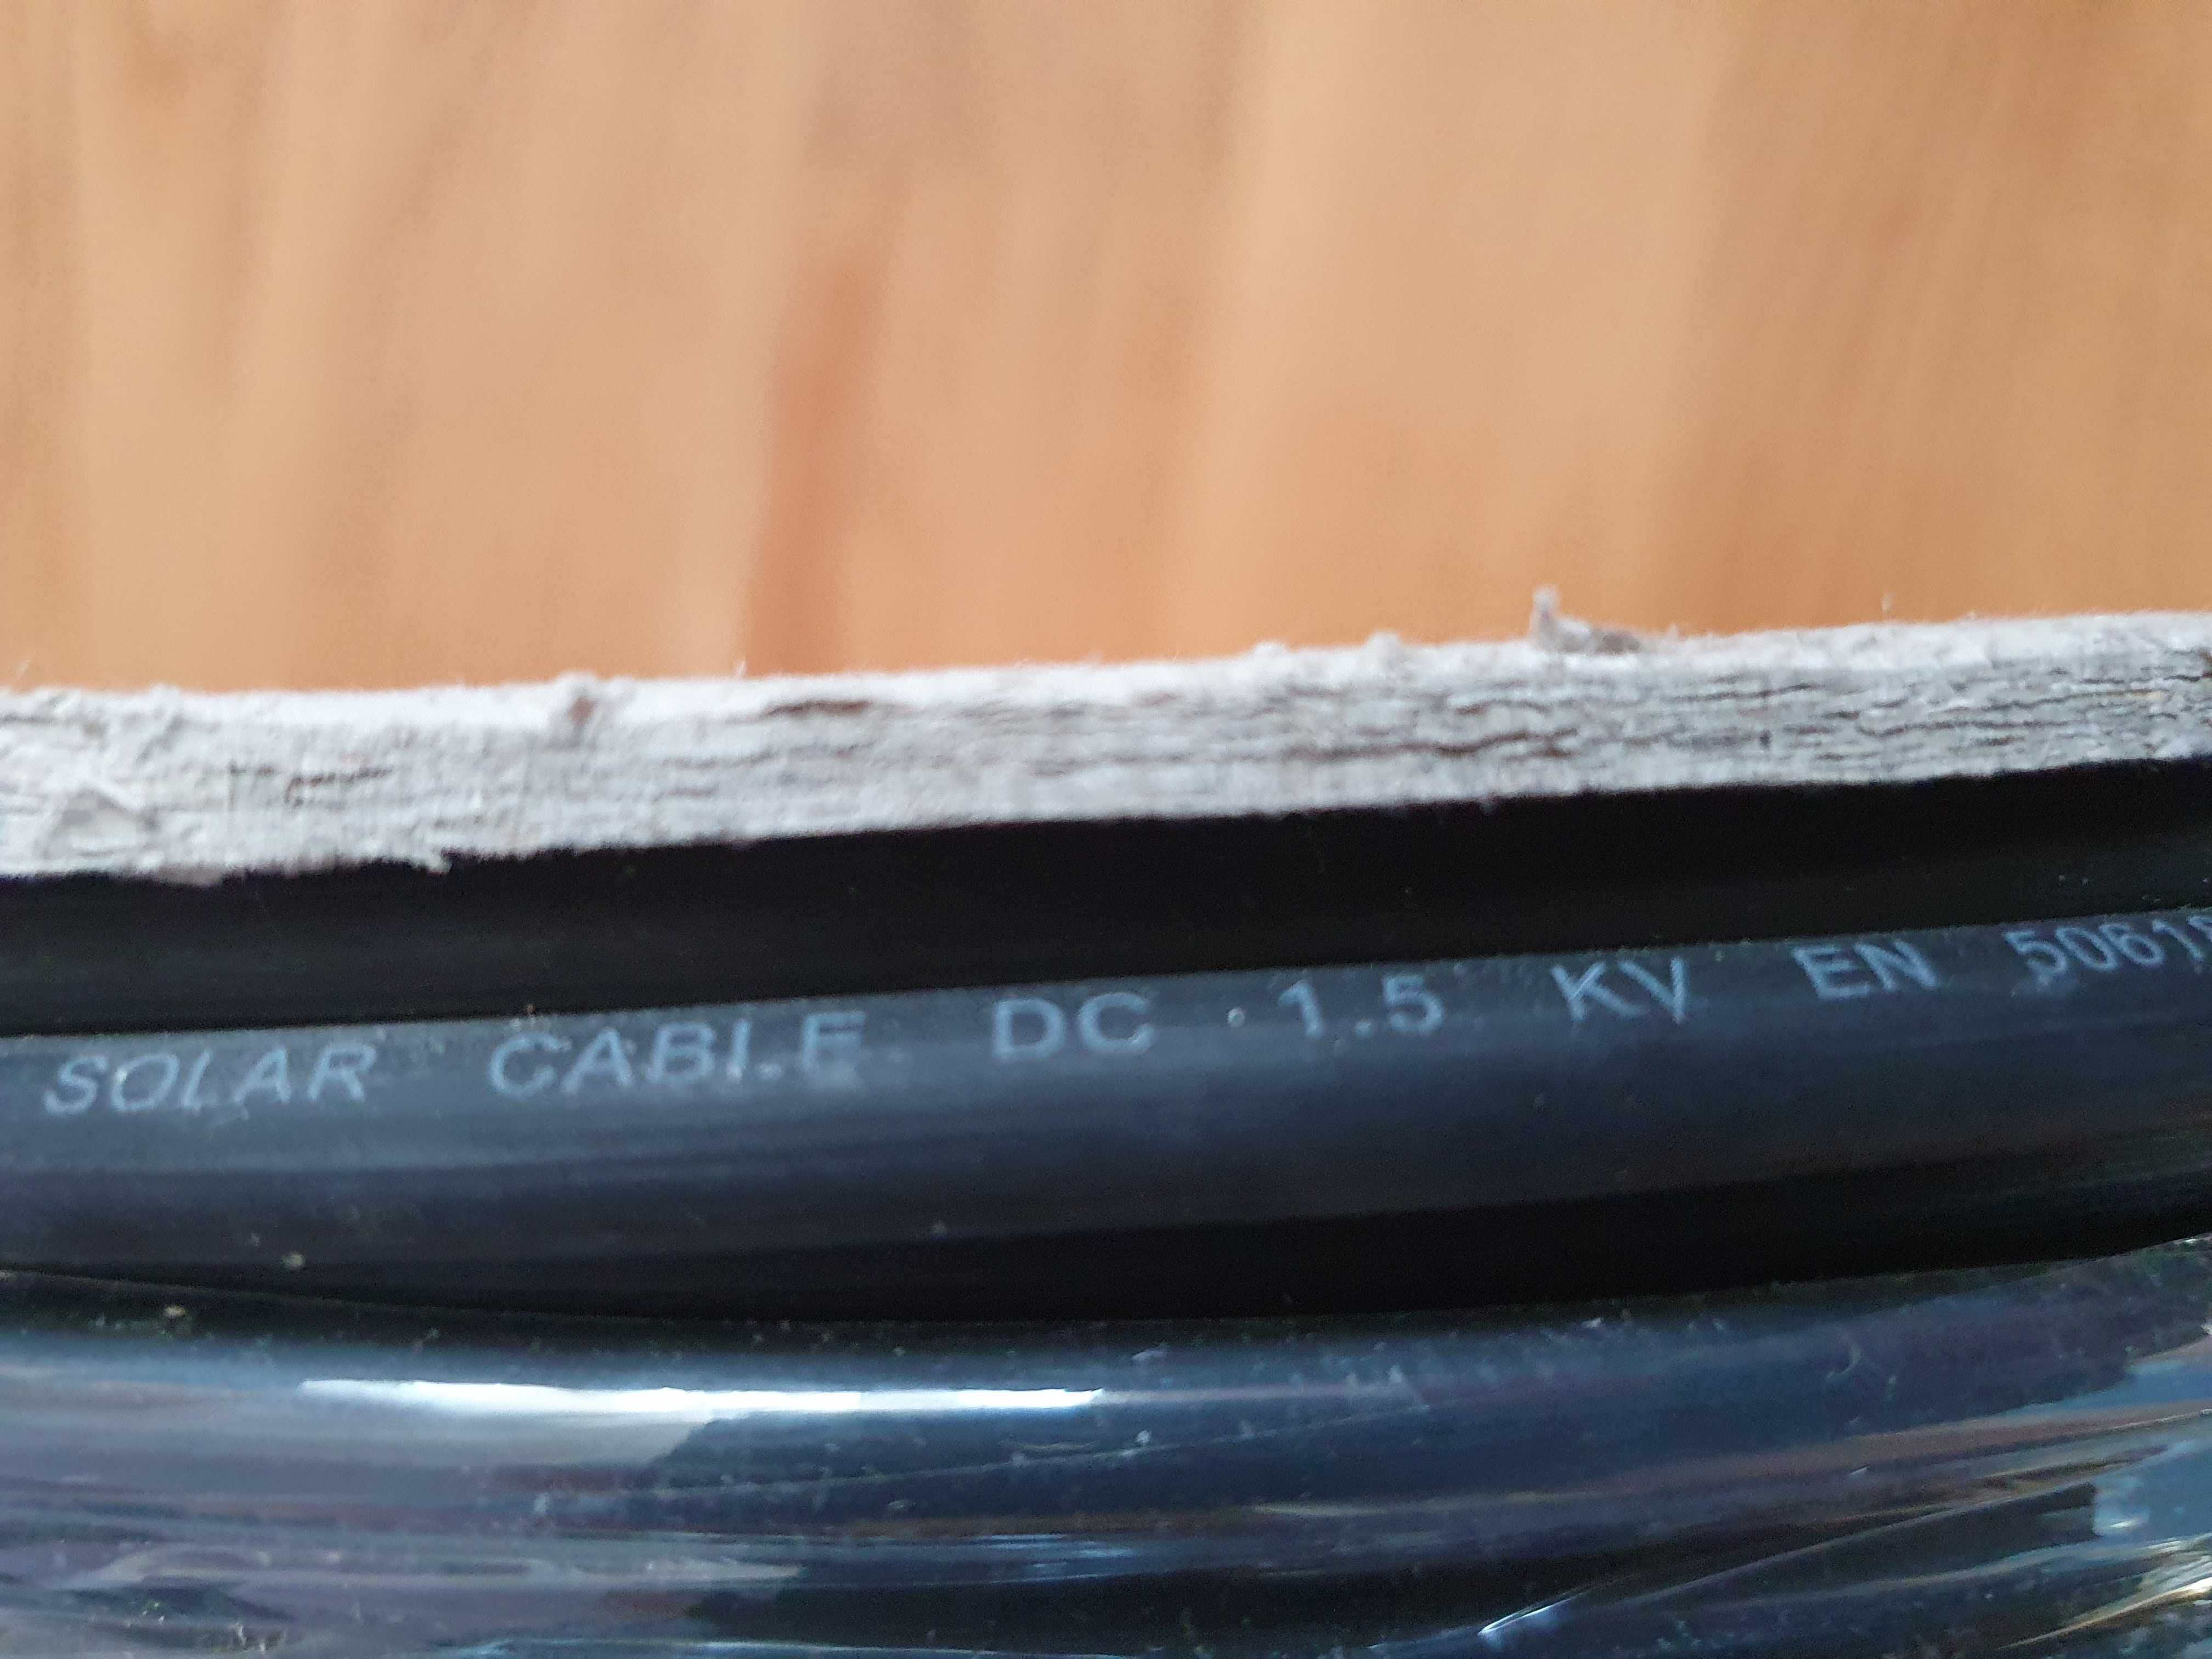 SOLAR CABLE DC 1.5 KV EN